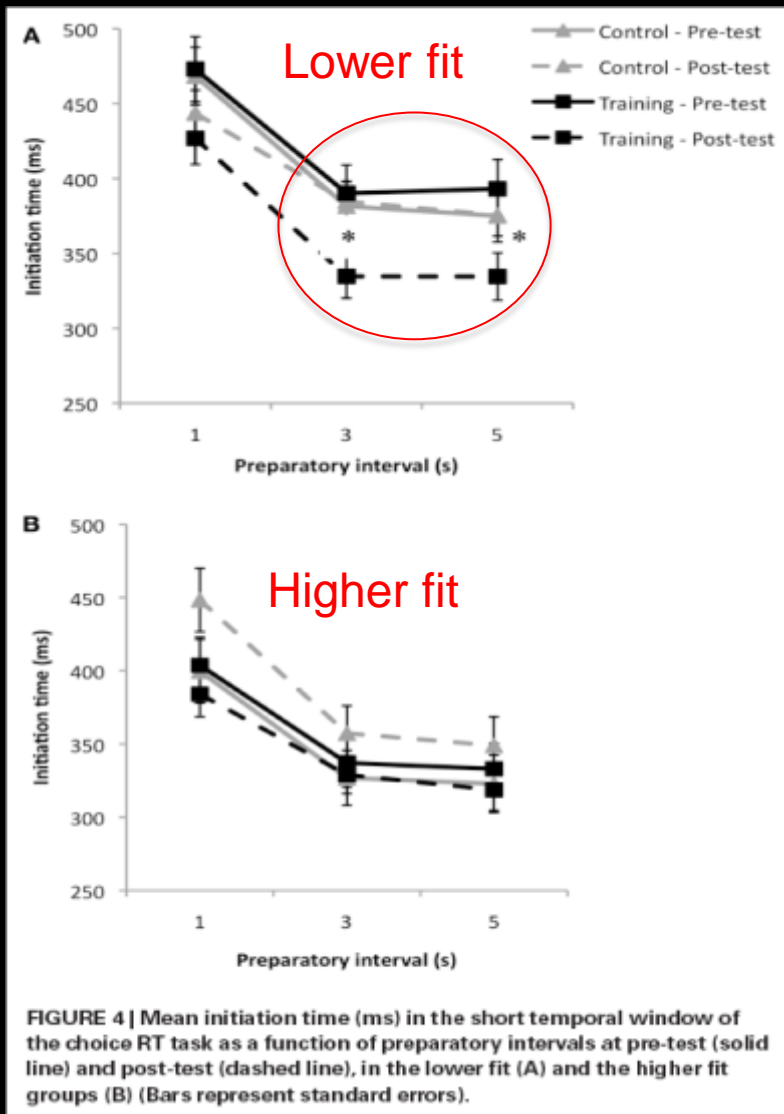 A
500
450
400
350
300
250
Initiation time (ms)
Lower fit
Control - Pre-test
Control - Post-test
Training - Pre-test
Training - Post-test
*
*
1 3 5
Preparatory interval (s)
B
500
450
400
350
300
250
Initiation time (ms)
Higher fit
1 3 5
Preparatory interval (s)
FIGURE 4 | Mean initiation time (ms) in the short temporal window of
the choice RT task as a function of preparatory intervals at pre-test (solid
line) and post-test (dashed line), in the lower fit (A) and the higher fit
groups (B) (Bars represent standard errors).